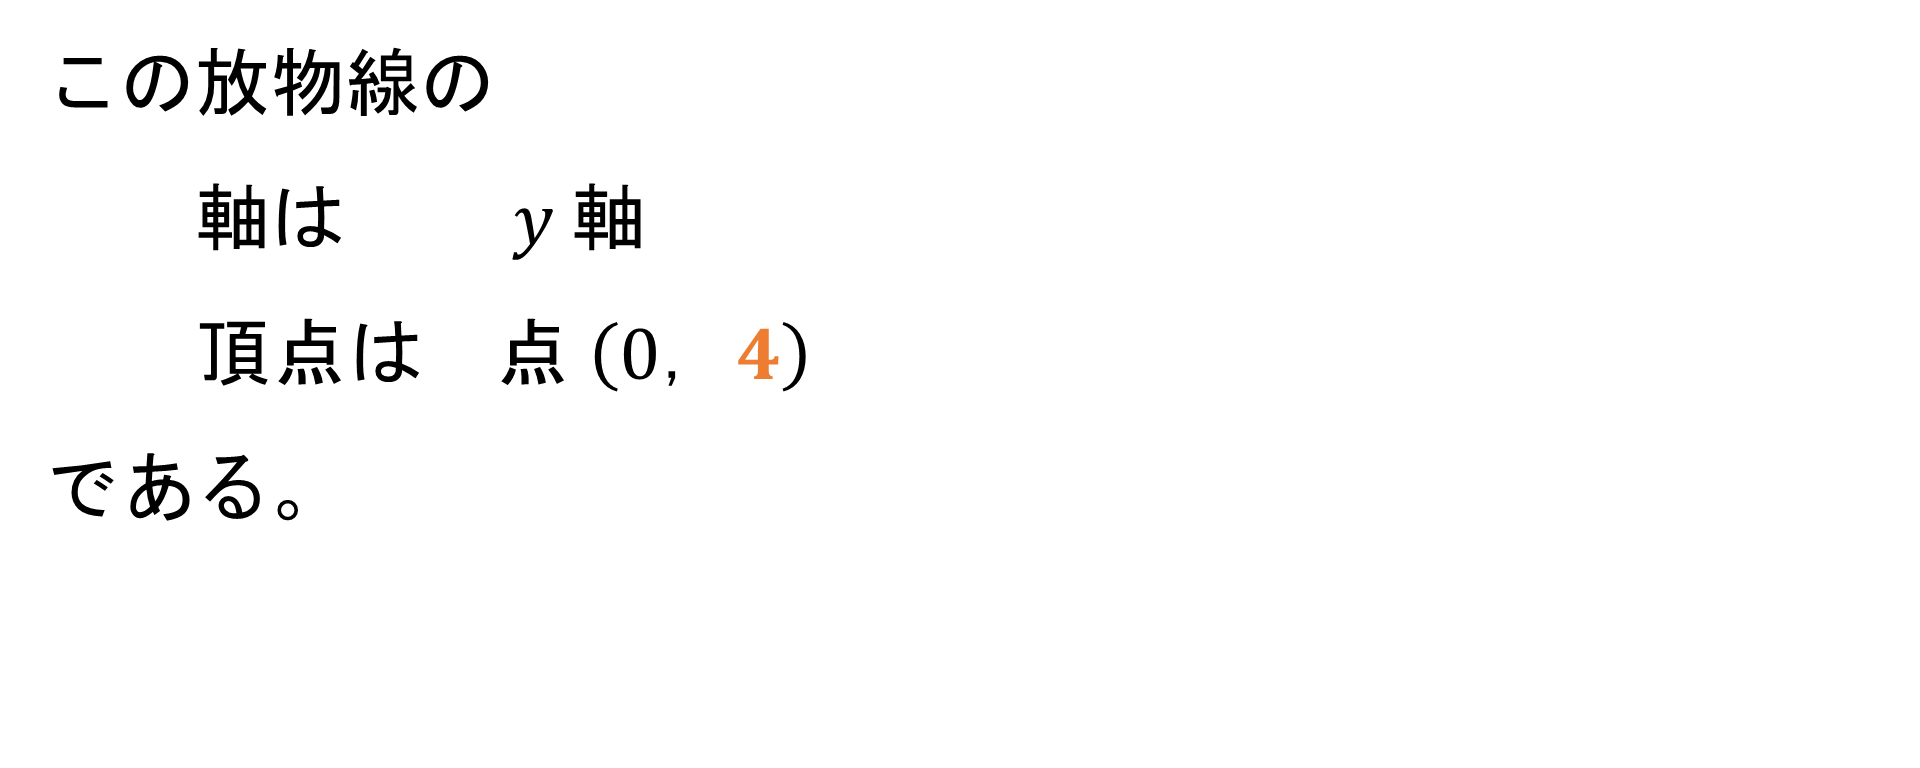 この放物線の
軸は　　y 軸
頂点は　点 (0,　4)
である。